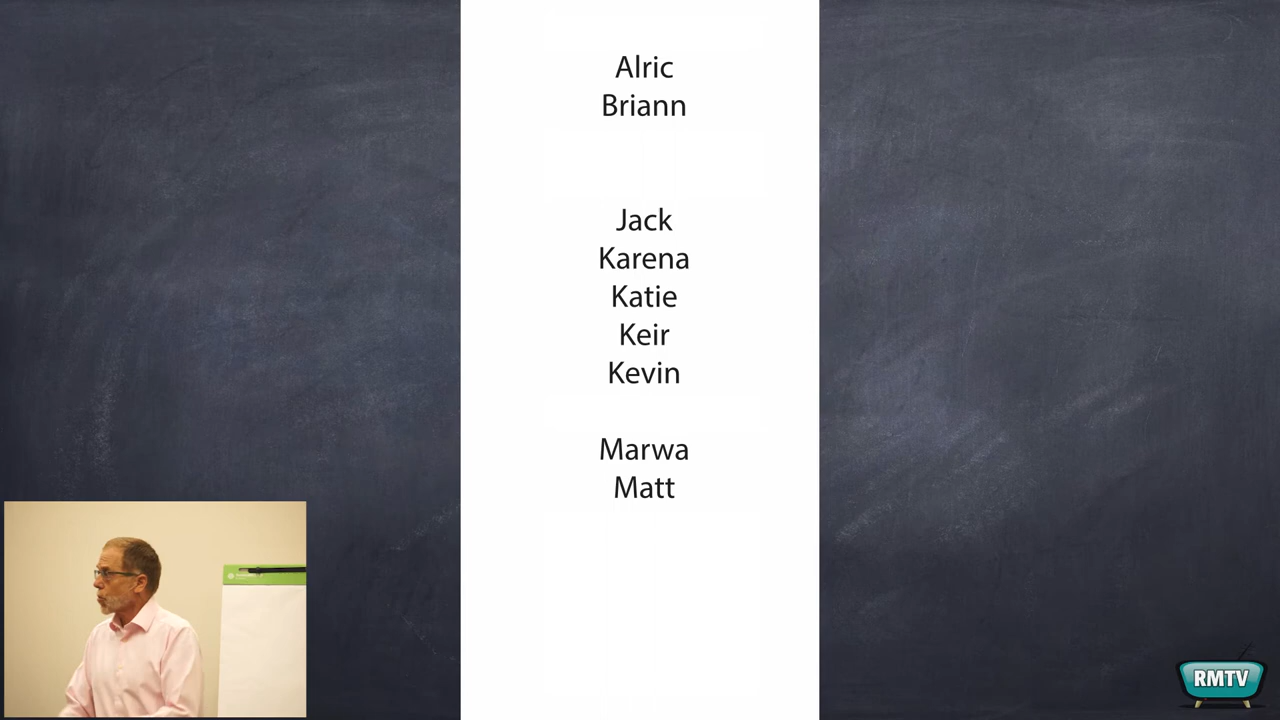 Alric
Briann
Jack
Karena
Katie
Keir
Kevin
Marwa
Matt
RMTV